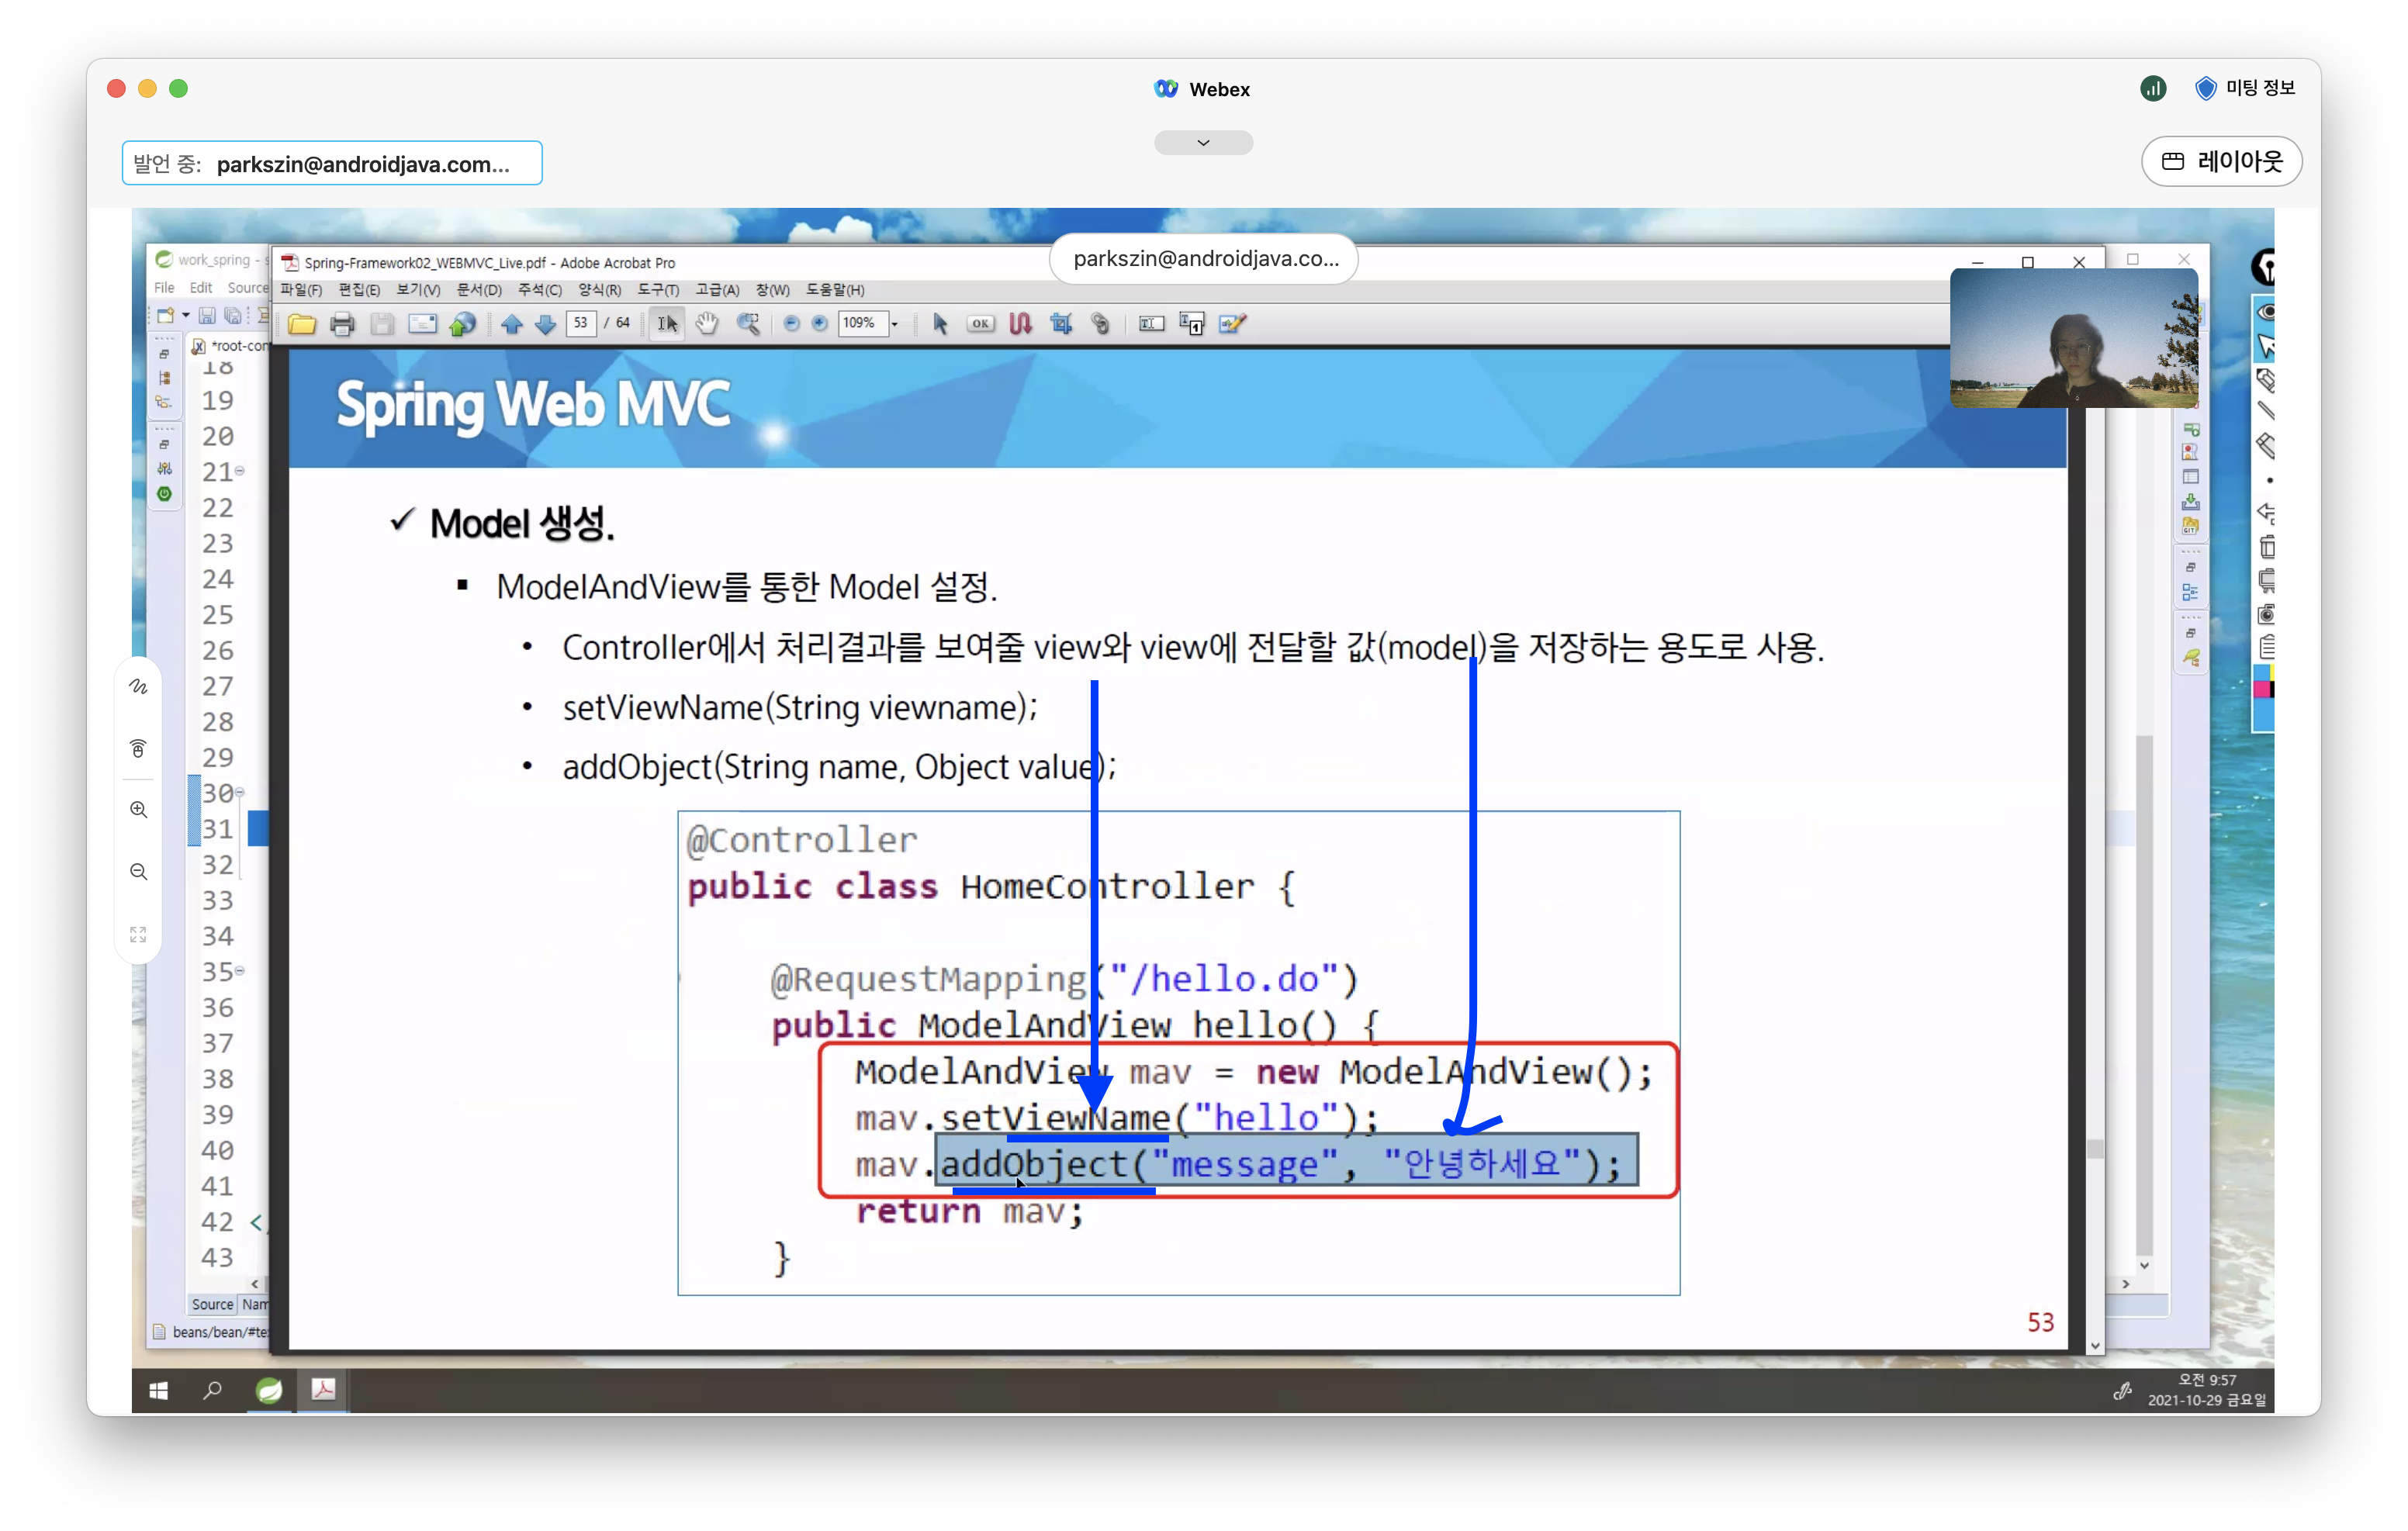 Webex
미팅 정보
발언 중: parkszin@androidjava.com...
레이아웃
parkszin@androidjava.co...
work_spring - s
File Edit Source
*root-con
Spring-Framework02_WEBMVC_Live.pdf - Adobe Acrobat Pro
파일(F) 편집(E) 보기(V) 문서(D) 주석(C) 양식(R) 도구(T) 고급(A) 창(W) 도움말(H)
53 / 64 109% OK
Spring Web MVC
✓ Model 생성.
▪ ModelAndView를 통한 Model 설정.
• Controller에서 처리결과를 보여줄 view와 view에 전달할 값(model)을 저장하는 용도로 사용.
• setViewName(String viewname);
• addObject(String name, Object value);
@Controller
public class HomeController {
@RequestMapping("/hello.do")
public ModelAndView hello() {
ModelAndView mav = new ModelAndView();
mav.setViewName("hello");
mav.addObject("message", "안녕하세요");
return mav;
}
53
18
19
20
21
22
23
24
25
26
27
28
29
30
31
32
33
34
35
36
37
38
39
40
41
42 </
43
Source Nam
beans/bean/#te
오전 9:57
2021-10-29 금요일